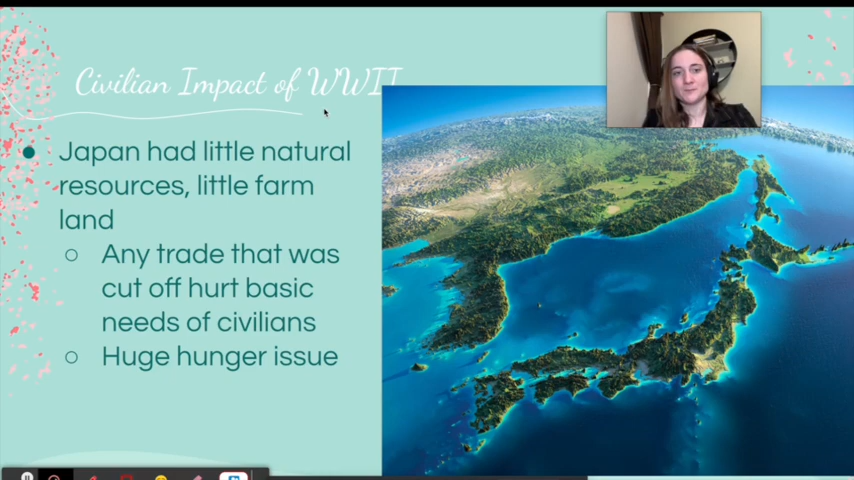 Civilian Impact of WWII
Japan had little natural
resources, little farm
land
Any trade that was
cut off hurt basic
needs of civilians
Huge hunger issue